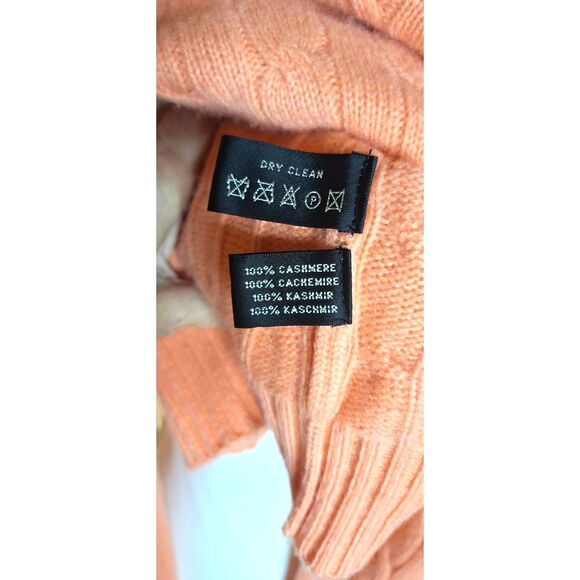 DRY CLEAN
P
100% CASHMERE
100% CACHEMIRE
100% KASHMIR
100% KASCHMIR